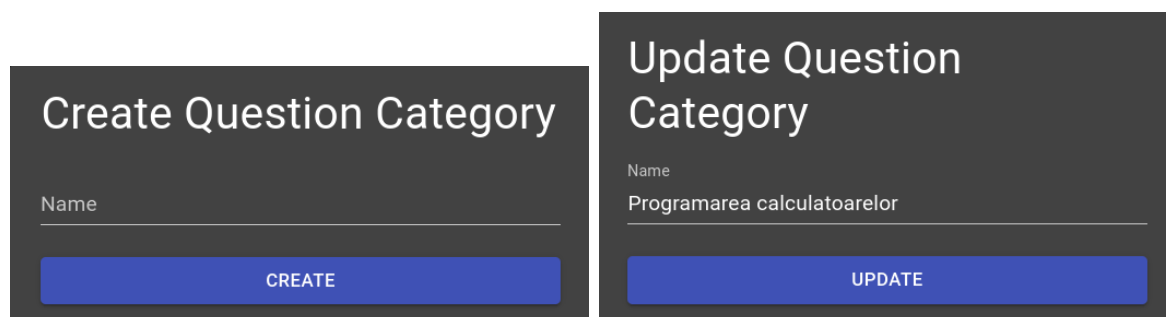 Create Question Category
Name
CREATE
Update Question
Category
Name
Programarea calculatoarelor
UPDATE